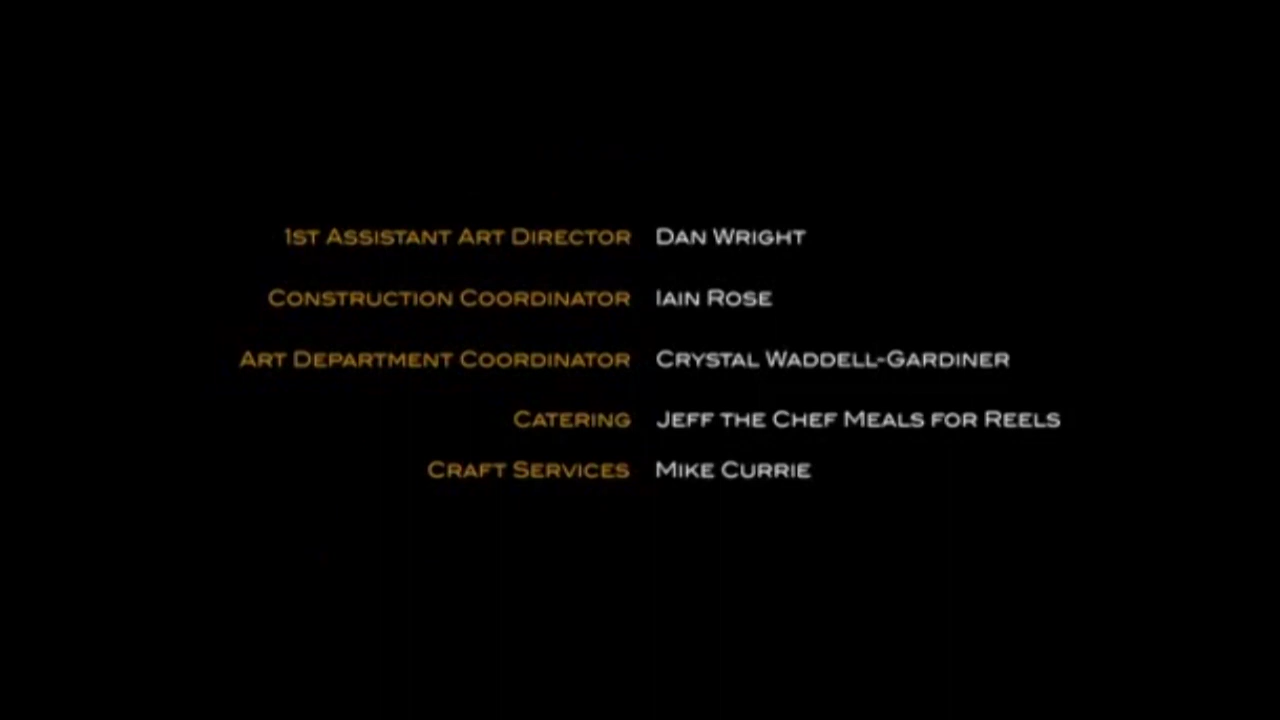 1st Assistant Art Director Dan Wright
Construction Coordinator Iain Rose
Art Department Coordinator Crystal Waddell-Gardiner
Catering Jeff the Chef Meals for Reels
Craft Services Mike Currie